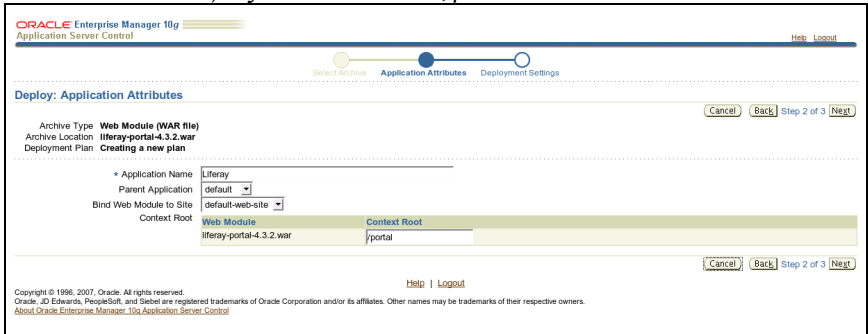 ORACLE Enterprise Manager 10g
Application Server Control
Help Logout
Select Archive Application Attributes Deployment Settings
Deploy: Application Attributes
Cancel Back Step 2 of 3 Next
Archive Type Web Module (WAR file)
Archive Location liferay-portal-4.3.2.war
Deployment Plan Creating a new plan
* Application Name Liferay
Parent Application default
Bind Web Module to Site default-web-site
Context Root
Web Module Context Root
liferay-portal-4.3.2.war /portal
Cancel Back Step 2 of 3 Next
Help | Logout
Copyright © 1996, 2007, Oracle. All rights reserved.
Oracle, JD Edwards, PeopleSoft, and Siebel are registered trademarks of Oracle Corporation and/or its affiliates. Other names may be trademarks of their respective owners.
About Oracle Enterprise Manager 10g Application Server Control